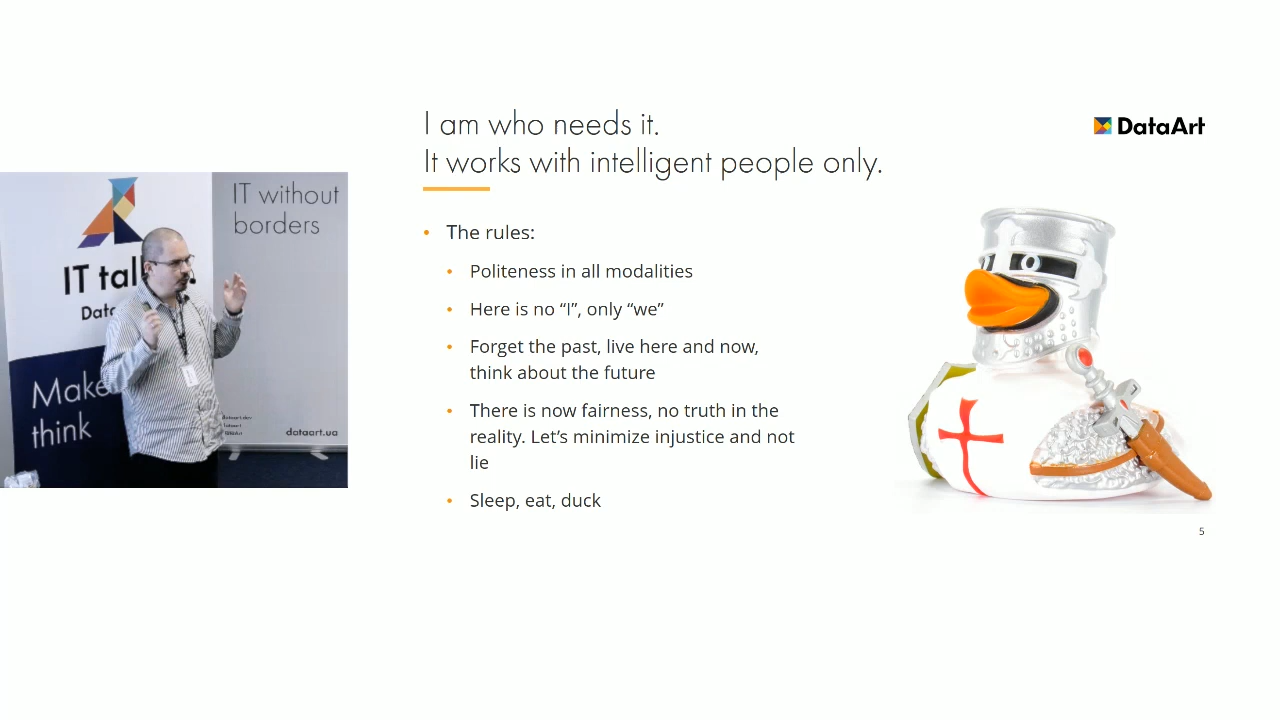 I am who needs it.
It works with intelligent people only.
DataArt
The rules:
Politeness in all modalities
Here is no “I”, only “we”
Forget the past, live here and now,
think about the future
There is now fairness, no truth in the
reality. Let’s minimize injustice and not
lie
Sleep, eat, duck
5
IT without
borders
IT tal
Data
Make
think
dataart.ua